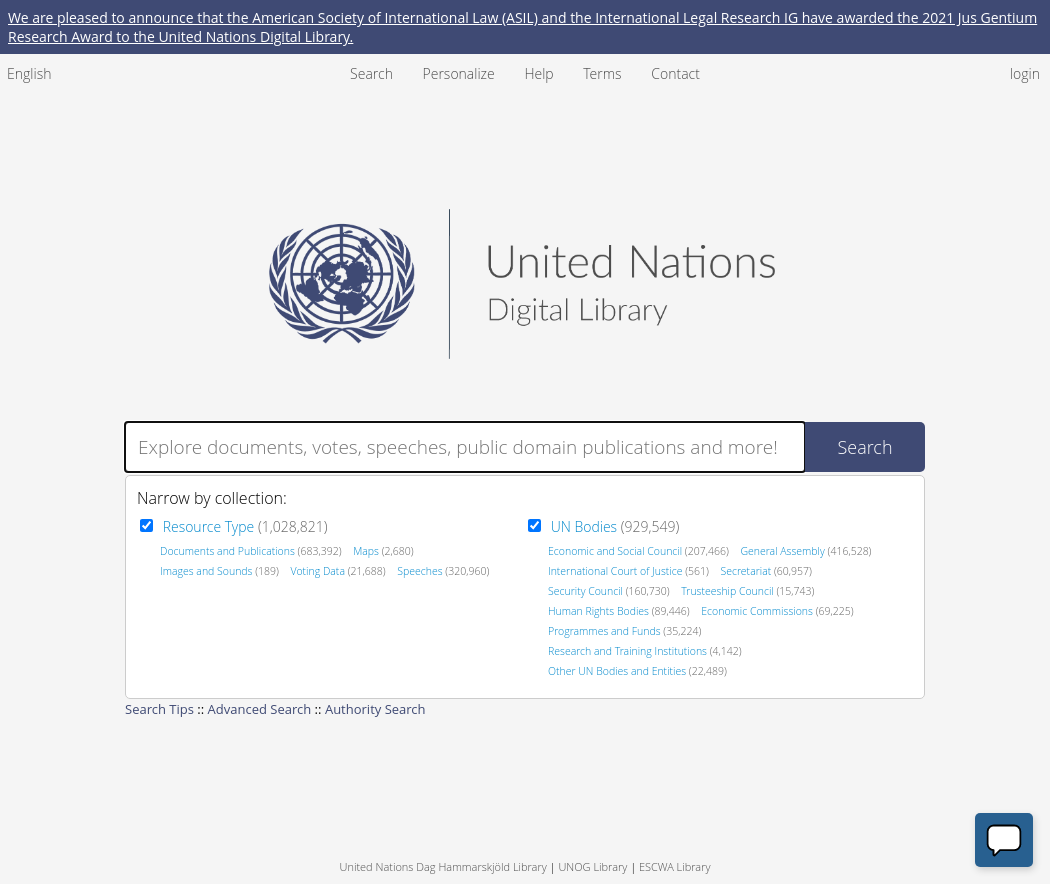 We are pleased to announce that the American Society of International Law (ASIL) and the International Legal Research IG have awarded the 2021 Jus Gentium
Research Award to the United Nations Digital Library.
English Search Personalize Help Terms Contact login
United Nations
Digital Library
Explore documents, votes, speeches, public domain publications and more! Search
Narrow by collection:
Resource Type (1,028,821)
Documents and Publications (683,392) Maps (2,680)
Images and Sounds (189) Voting Data (21,688) Speeches (320,960)
UN Bodies (929,549)
Economic and Social Council (207,466) General Assembly (416,528)
International Court of Justice (561) Secretariat (60,957)
Security Council (160,730) Trusteeship Council (15,743)
Human Rights Bodies (89,446) Economic Commissions (69,225)
Programmes and Funds (35,224)
Research and Training Institutions (4,142)
Other UN Bodies and Entities (22,489)
Search Tips :: Advanced Search :: Authority Search
United Nations Dag Hammarskjöld Library | UNOG Library | ESCWA Library